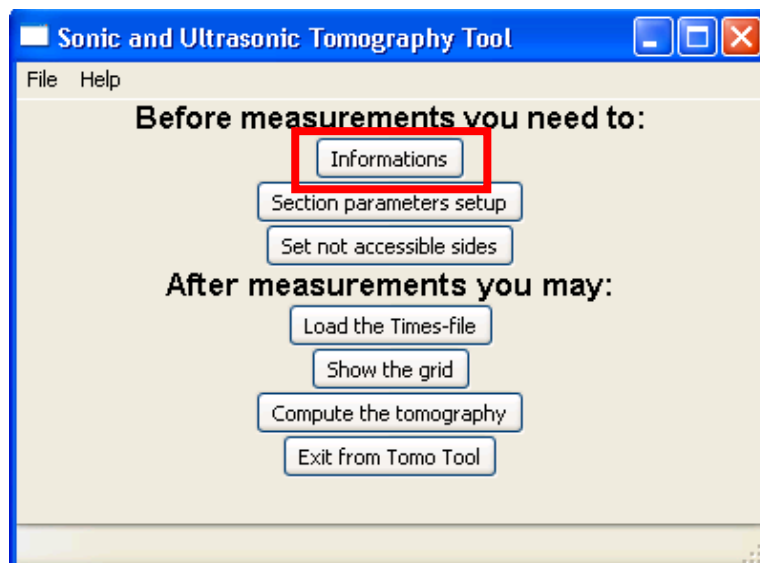 Sonic and Ultrasonic Tomography Tool
File Help
Before measurements you need to:
Informations
Section parameters setup
Set not accessible sides
After measurements you may:
Load the Times-file
Show the grid
Compute the tomography
Exit from Tomo Tool